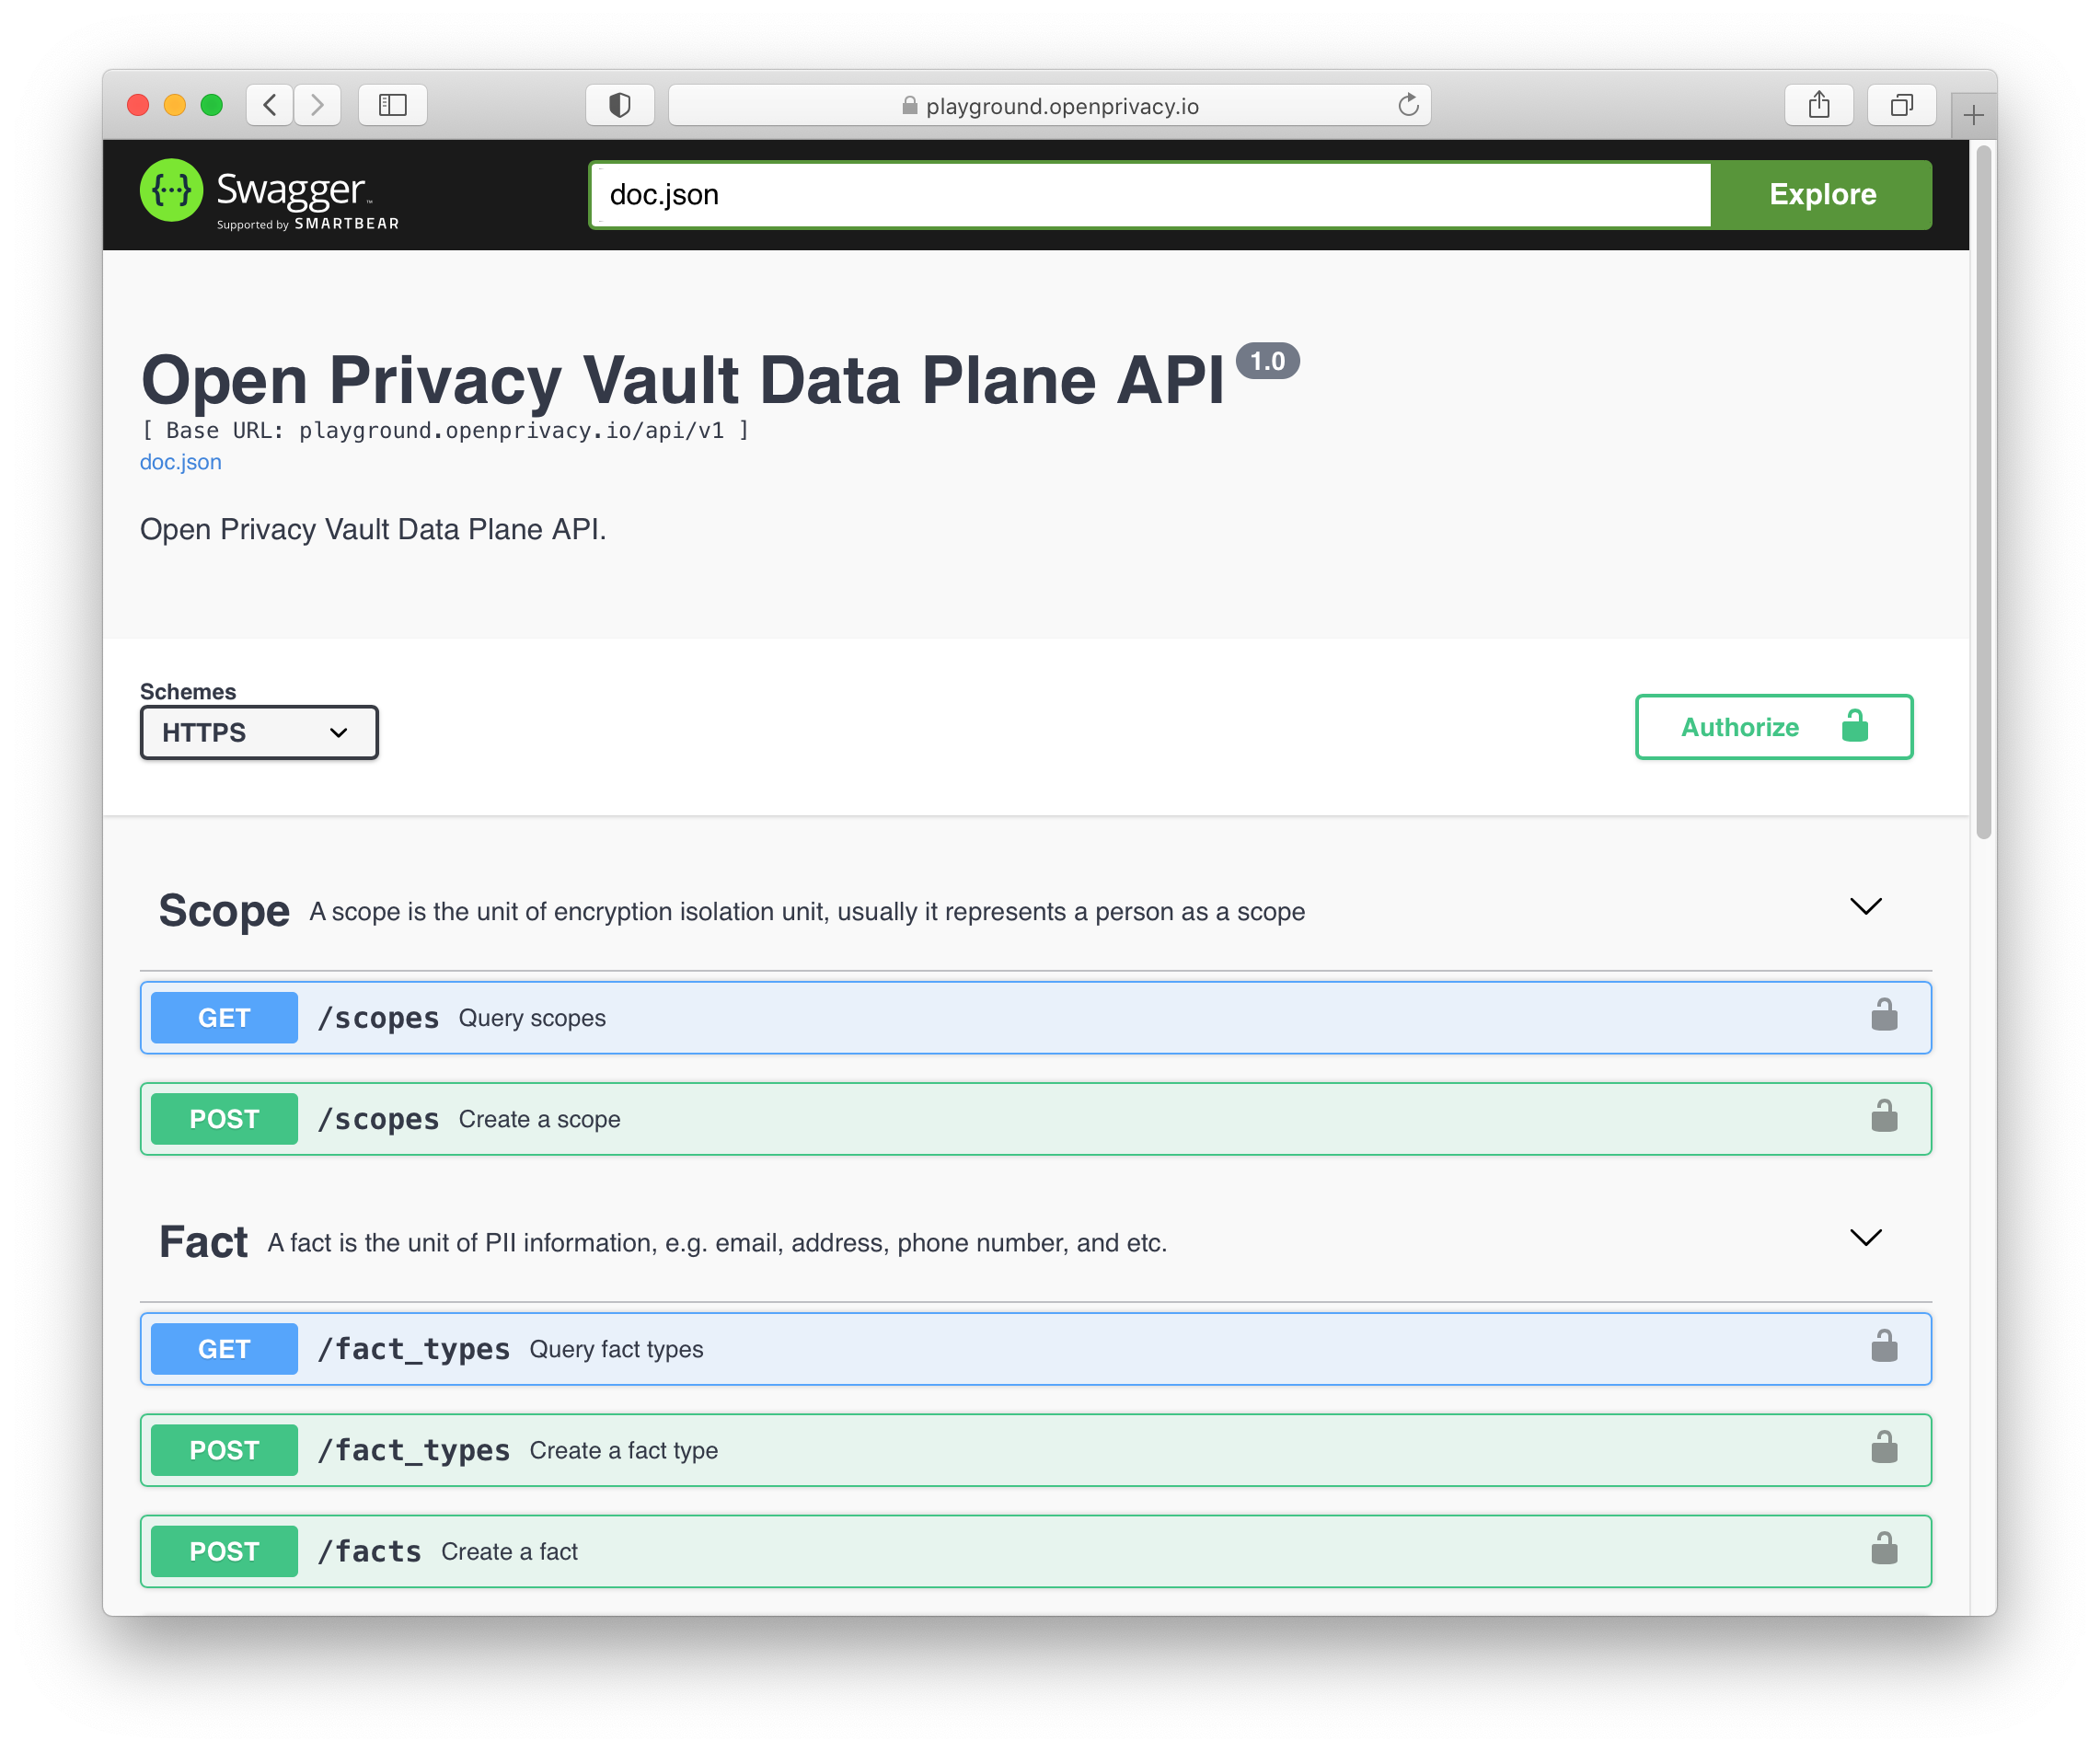 playground.openprivacy.io
Swagger™
Supported by SMARTBEAR
doc.json
Explore
Open Privacy Vault Data Plane API 1.0
[ Base URL: playground.openprivacy.io/api/v1 ]
doc.json
Open Privacy Vault Data Plane API.
Schemes
HTTPS
Authorize
Scope A scope is the unit of encryption isolation unit, usually it represents a person as a scope
GET /scopes Query scopes
POST /scopes Create a scope
Fact A fact is the unit of PII information, e.g. email, address, phone number, and etc.
GET /fact_types Query fact types
POST /fact_types Create a fact type
POST /facts Create a fact